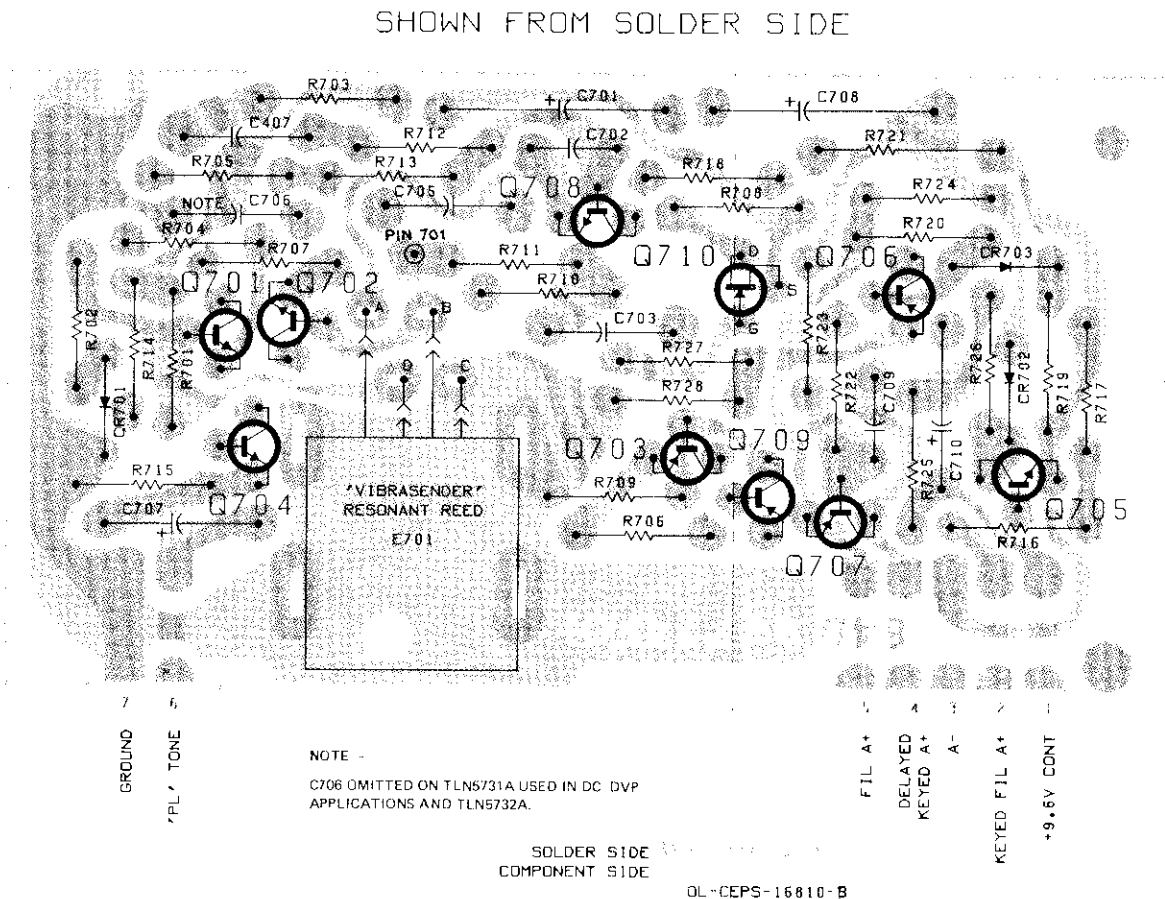 SHOWN FROM SOLDER SIDE
R703
C701
C708
C407
R712
C702
R721
R705
R713
Q708
R718
R724
NOTE
C706
C705
R708
R704
PIN 701
R720
R707
R711
Q710
D
Q706
CR703
Q701
Q702
R710
S
A
B
C703
G
R702
R714
R701
R723
R727
R722
C709
R726
CR702
R719
R717
CR701
D
C
R728
Q703
Q709
R725
C710
R715
'VIBRASENDER'
RESONANT REED
E701
R709
Q704
C707
R706
Q705
R716
Q707
7
6
5
4
3
2
1
GROUND
'PL' TONE
FIL A+
DELAYED
KEYED A+
A-
KEYED FIL A+
+9.6V CONT
NOTE -
C706 OMITTED ON TLN5731A USED IN DC DVP
APPLICATIONS AND TLN5732A.
SOLDER SIDE
COMPONENT SIDE
OL-CEPS-16610-B